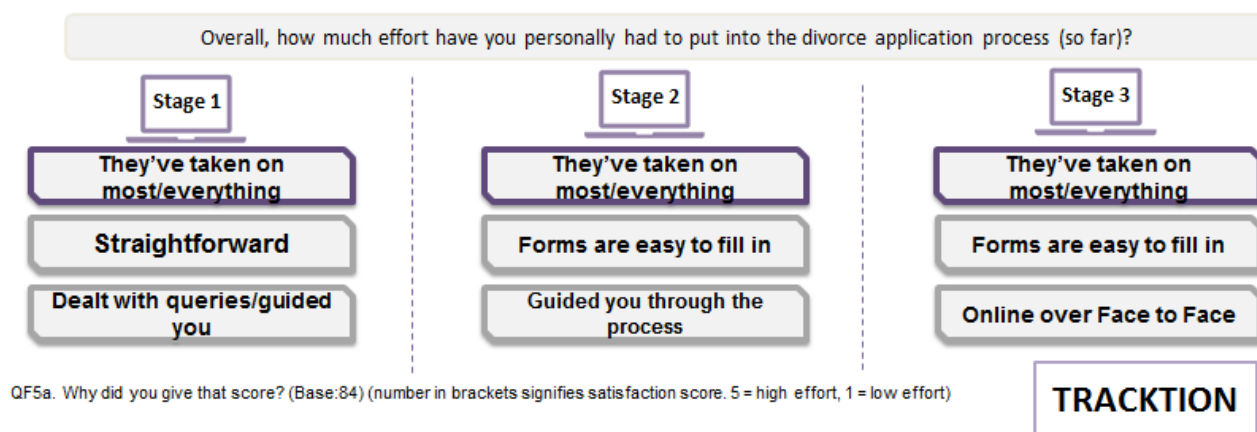 Overall, how much effort have you personally had to put into the divorce application process (so far)?
Stage 1
They’ve taken on
most/everything
Straightforward
Dealt with queries/guided
you
Stage 2
They’ve taken on
most/everything
Forms are easy to fill in
Guided you through the
process
Stage 3
They’ve taken on
most/everything
Forms are easy to fill in
Online over Face to Face
QF5a. Why did you give that score? (Base:84) (number in brackets signifies satisfaction score. 5 = high effort, 1 = low effort)
TRACKTION